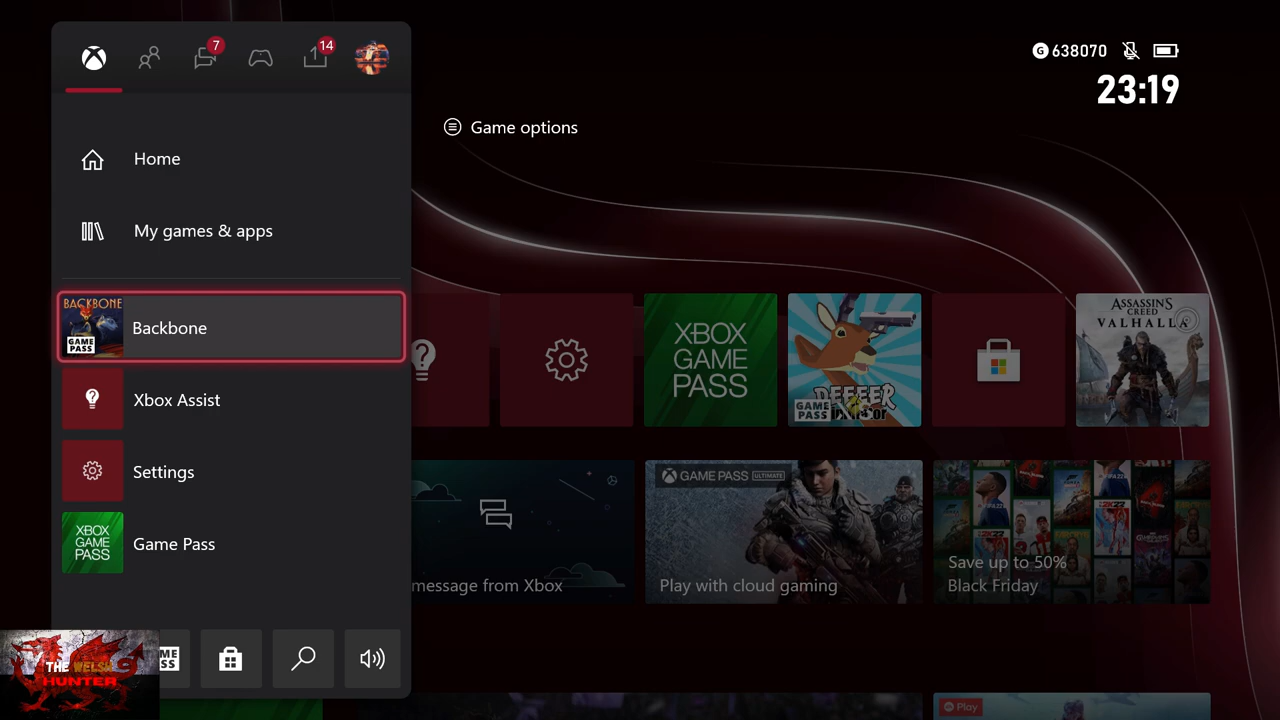 7
14
G 638070
23:19
Game options
Home
My games & apps
BACKBONE
GAME
PASS
Backbone
Xbox Assist
Settings
XBOX
GAME
PASS
Game Pass
THE WELSH
HUNTER
XBOX
GAME
PASS
DEEEER
GAME
PASS
ASSASSIN'S
CREED
VALHALLA
message from Xbox
GAME PASS ULTIMATE
Play with cloud gaming
Save up to 50%
Black Friday
Play